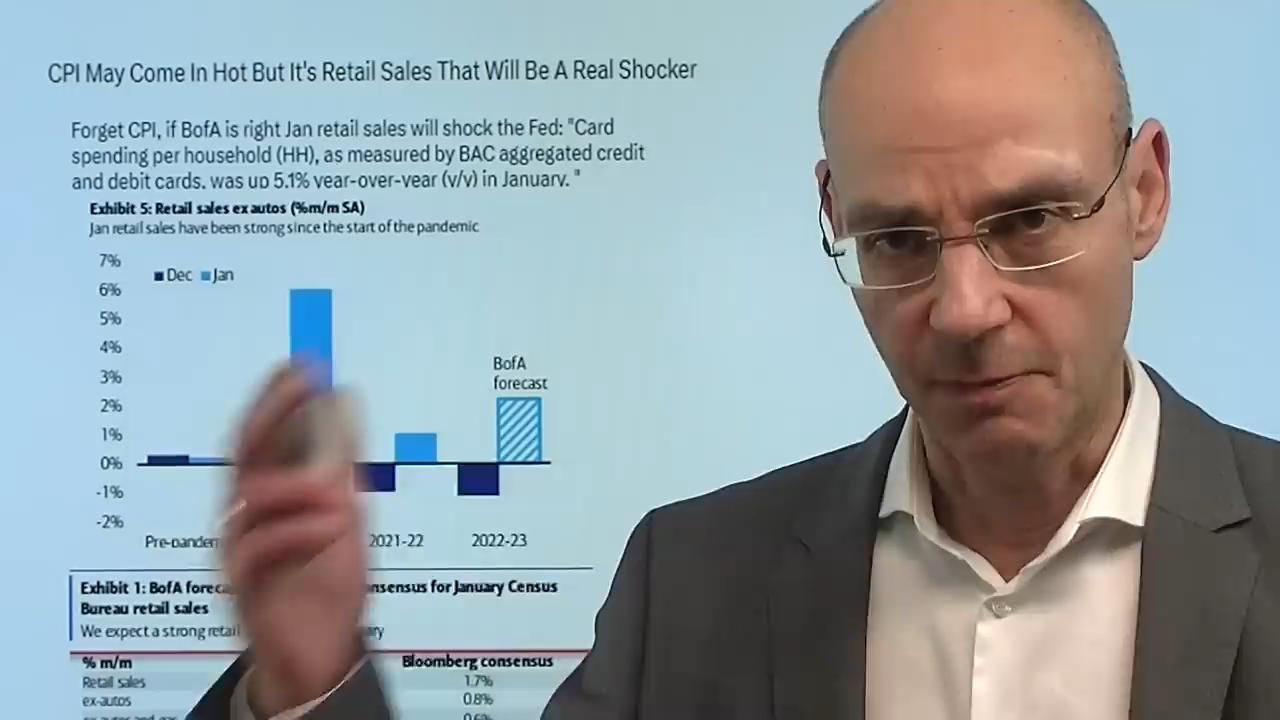 CPI May Come In Hot But It's Retail Sales That Will Be A Real Shocker
Forget CPI, if BofA is right Jan retail sales will shock the Fed: "Card
spending per household (HH), as measured by BAC aggregated credit
and debit cards, was up 5.1% year-over-year (y/y) in January. "
Exhibit 5: Retail sales ex autos (%m/m SA)
Jan retail sales have been strong since the start of the pandemic
7%
Dec Jan
6%
5%
4%
BofA
3%
forecast
2%
1%
0%
-1%
-2%
2021-22 2022-23
Exhibit 1: BofA for Census
Bureau retail sales
We expect a strong retail
% m/m Bloomberg consensus
Retail sales 1.7%
ex-autos 0.8%